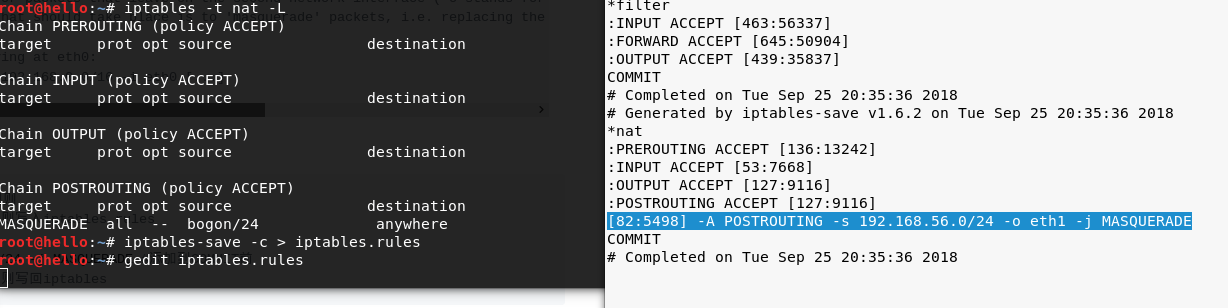 root@hello:~# iptables -t nat -L
Chain PREROUTING (policy ACCEPT)
target     prot opt source               destination
Chain INPUT (policy ACCEPT)
target     prot opt source               destination
Chain OUTPUT (policy ACCEPT)
target     prot opt source               destination
Chain POSTROUTING (policy ACCEPT)
target     prot opt source               destination
MASQUERADE  all  --  bogon/24             anywhere
root@hello:~# iptables-save -c > iptables.rules
root@hello:~# gedit iptables.rules
*filter
:INPUT ACCEPT [463:56337]
:FORWARD ACCEPT [645:50904]
:OUTPUT ACCEPT [439:35837]
COMMIT
# Completed on Tue Sep 25 20:35:36 2018
# Generated by iptables-save v1.6.2 on Tue Sep 25 20:35:36 2018
*nat
:PREROUTING ACCEPT [136:13242]
:INPUT ACCEPT [53:7668]
:OUTPUT ACCEPT [127:9116]
:POSTROUTING ACCEPT [127:9116]
[82:5498] -A POSTROUTING -s 192.168.56.0/24 -o eth1 -j MASQUERADE
COMMIT
# Completed on Tue Sep 25 20:35:36 2018